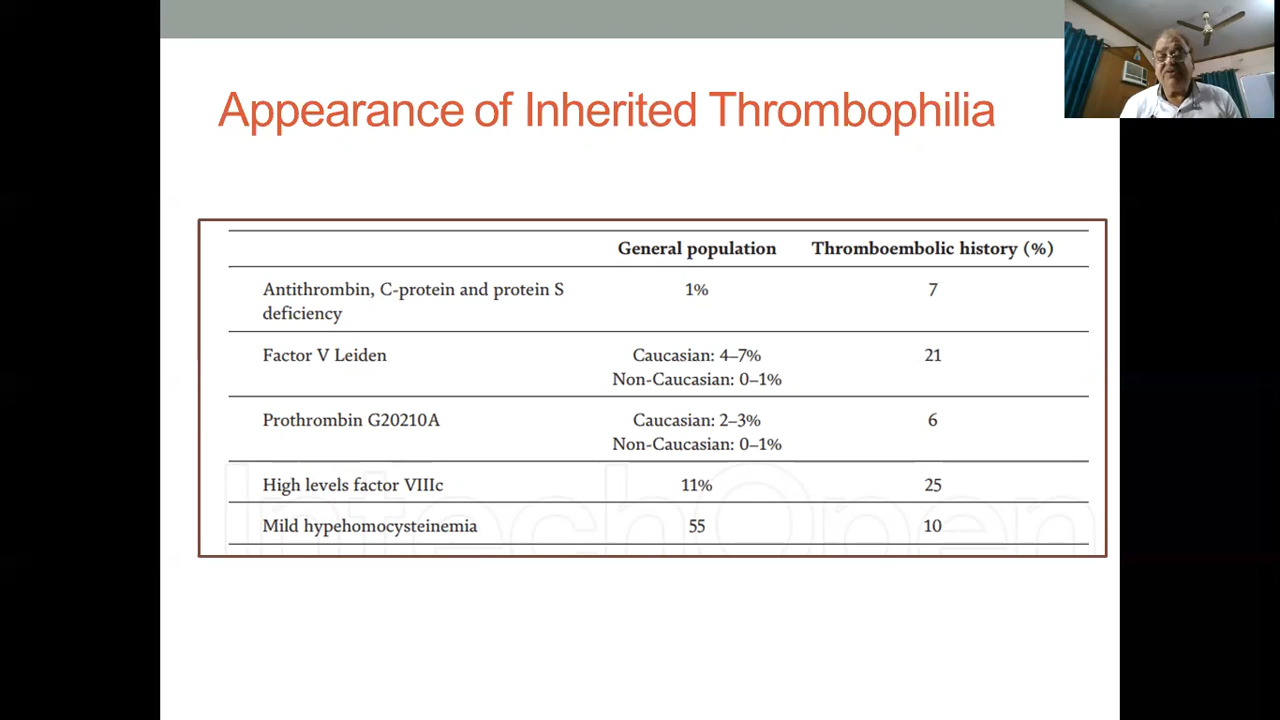 Appearance of Inherited Thrombophilia
General population Thromboembolic history (%)
Antithrombin, C-protein and protein S deficiency 1% 7
Factor V Leiden Caucasian: 4–7% 21
Non-Caucasian: 0–1%
Prothrombin G20210A Caucasian: 2–3% 6
Non-Caucasian: 0–1%
High levels factor VIIIc 11% 25
Mild hypehomocysteinemia 55 10
IntechOpen